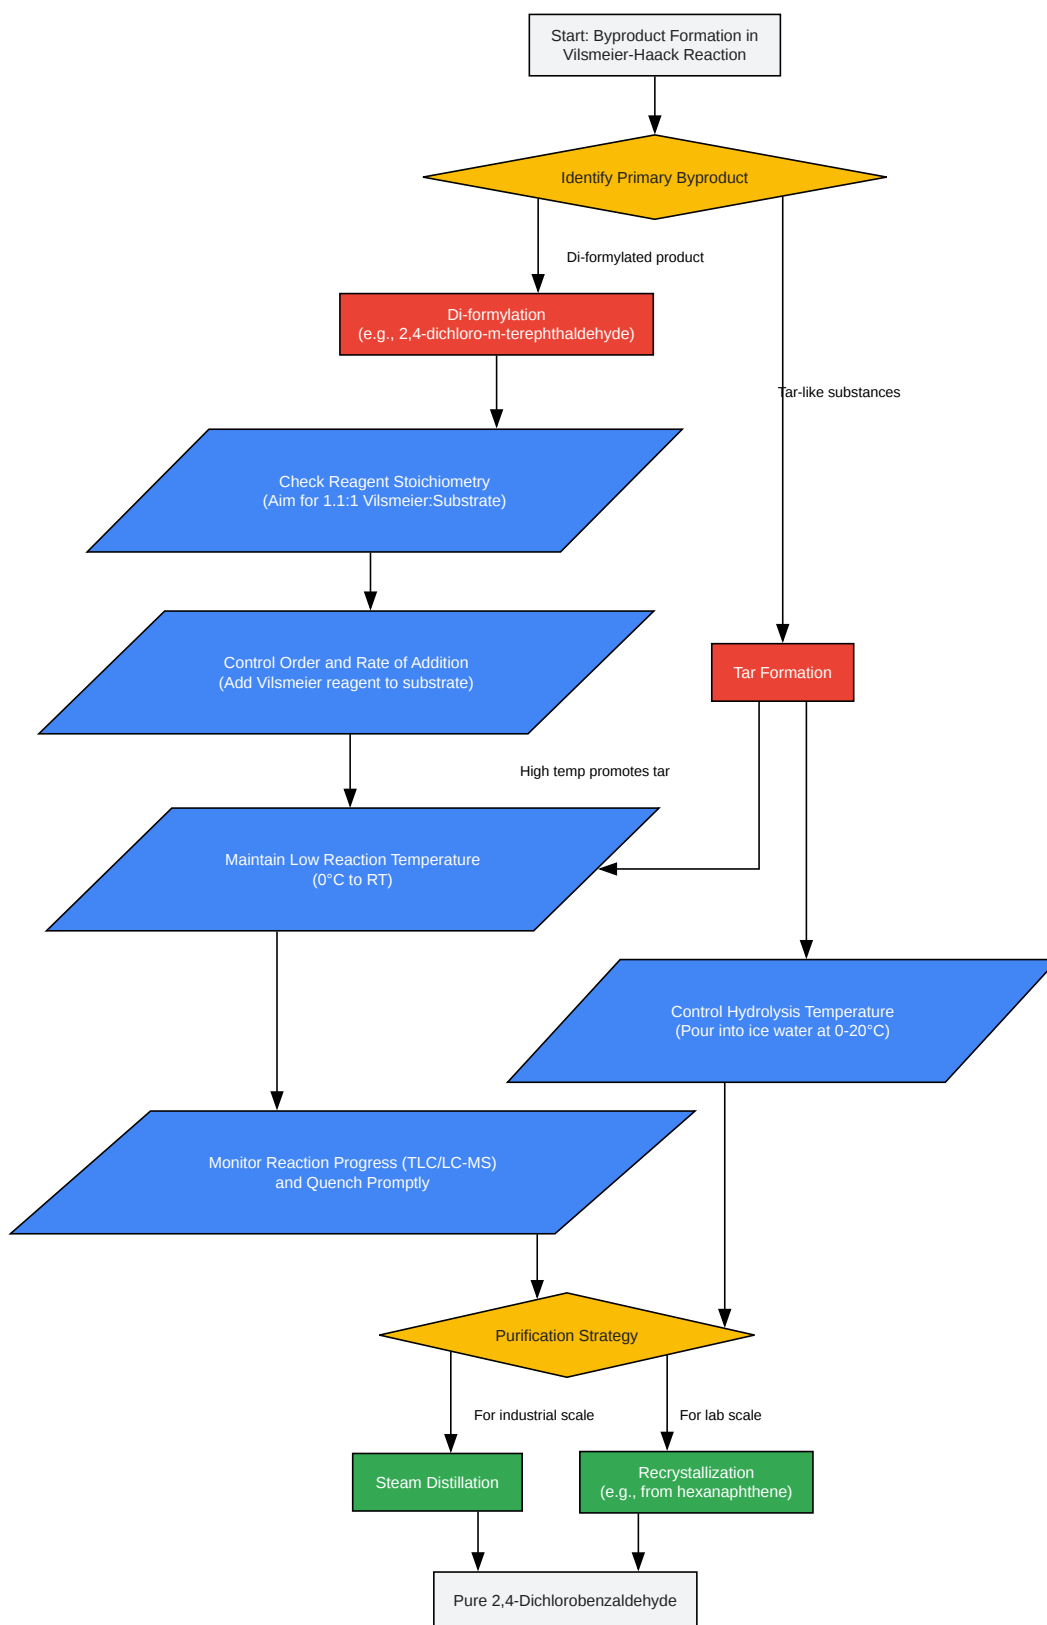 Start: Byproduct Formation in
Vilsmeier-Haack Reaction
Identify Primary Byproduct
Di-formylated product
Di-formylation
(e.g., 2,4-dichloro-m-terephthaldehyde)
Tar-like substances
Check Reagent Stoichiometry
(Aim for 1.1:1 Vilsmeier:Substrate)
Control Order and Rate of Addition
(Add Vilsmeier reagent to substrate)
Tar Formation
High temp promotes tar
Maintain Low Reaction Temperature
(0°C to RT)
Control Hydrolysis Temperature
(Pour into ice water at 0-20°C)
Monitor Reaction Progress (TLC/LC-MS)
and Quench Promptly
Purification Strategy
For industrial scale
For lab scale
Steam Distillation
Recrystallization
(e.g., from hexanaphthene)
Pure 2,4-Dichlorobenzaldehyde